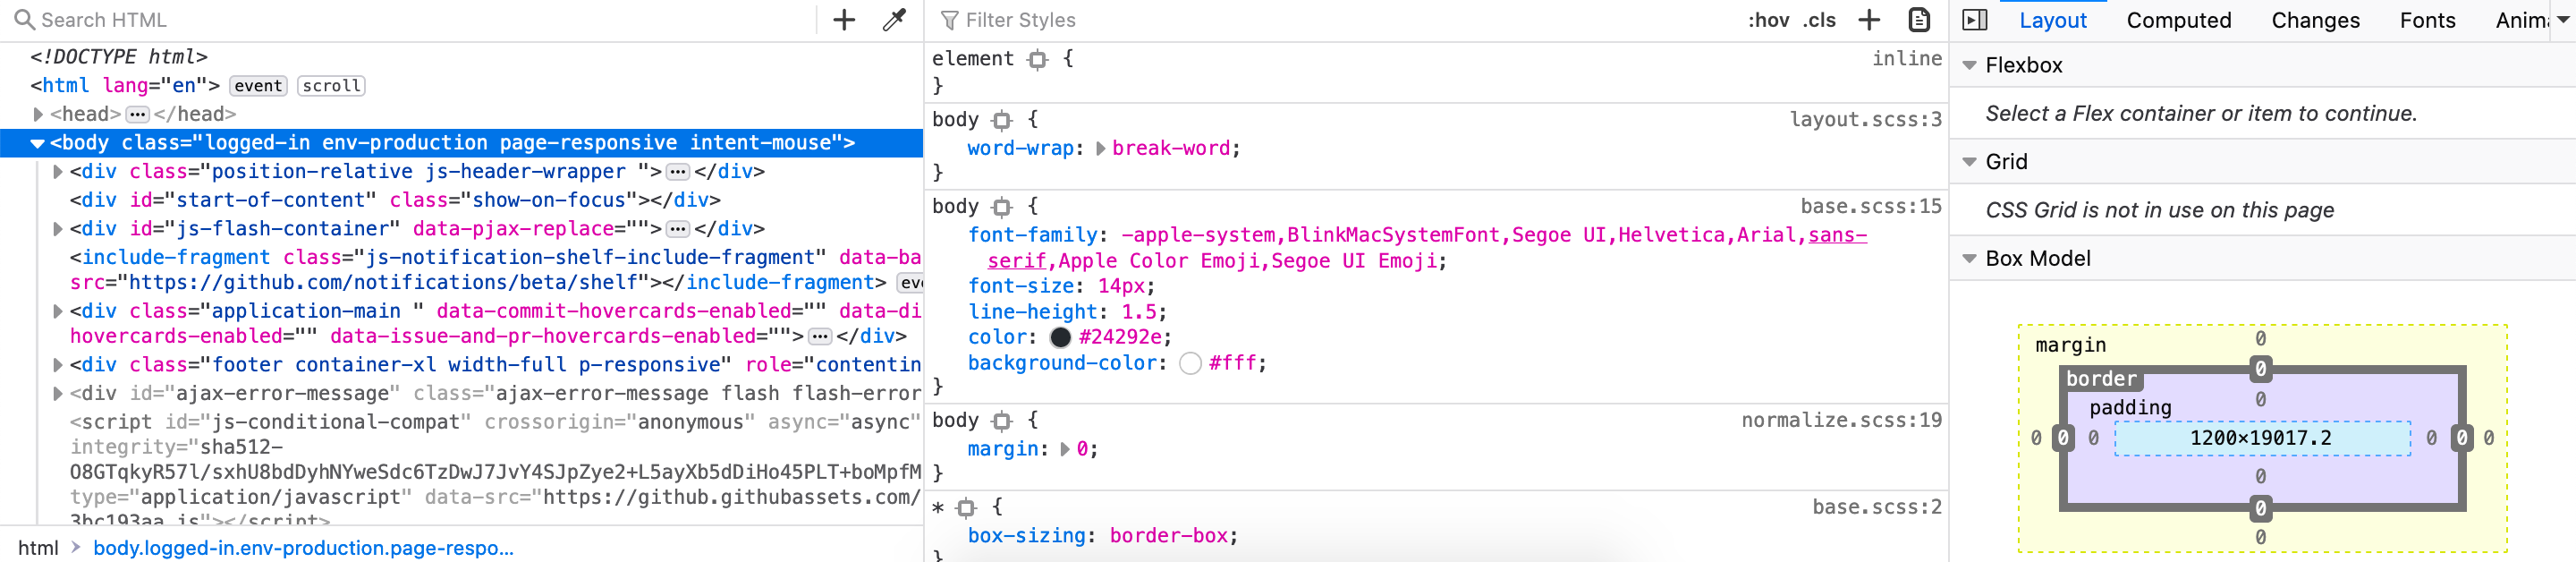 Search HTML
<!DOCTYPE html>
<html lang="en"> event scroll
<head> ••• </head>
<body class="logged-in env-production page-responsive intent-mouse">
<div class="position-relative js-header-wrapper "> ••• </div>
<div id="start-of-content" class="show-on-focus"></div>
<div id="js-flash-container" data-pjax-replace=""> ••• </div>
<include-fragment class="js-notification-shelf-include-fragment" data-ba
src="https://github.com/notifications/beta/shelf"></include-fragment> eve
<div class="application-main " data-commit-hovercards-enabled="" data-di
hovercards-enabled="" data-issue-and-pr-hovercards-enabled=""> ••• </div>
<div class="footer container-xl width-full p-responsive" role="contentin
<div id="ajax-error-message" class="ajax-error-message flash flash-error
<script id="js-conditional-compat" crossorigin="anonymous" async="async"
integrity="sha512-
O8GTqkyR57l/sxhU8bdDyhNYweSdc6TzDwJ7JvY4SJpZye2+L5ayXb5dDiHo45PLT+boMpfM
type="application/javascript" data-src="https://github.githubassets.com/
3bc193aa.js"></script>
html > body.logged-in.env-production.page-respo...
Filter Styles
:hov .cls
element { inline
}
body { layout.scss:3
word-wrap: break-word;
}
body { base.scss:15
font-family: -apple-system,BlinkMacSystemFont,Segoe UI,Helvetica,Arial,sans-
serif,Apple Color Emoji,Segoe UI Emoji;
font-size: 14px;
line-height: 1.5;
color: #24292e;
background-color: #fff;
}
body { normalize.scss:19
margin: 0;
}
* { base.scss:2
box-sizing: border-box;
}
Layout Computed Changes Fonts Anim
Flexbox
Select a Flex container or item to continue.
Grid
CSS Grid is not in use on this page
Box Model
margin 0
border 0
padding 0
0 0 0 1200×19017.2 0 0 0
0
0
0